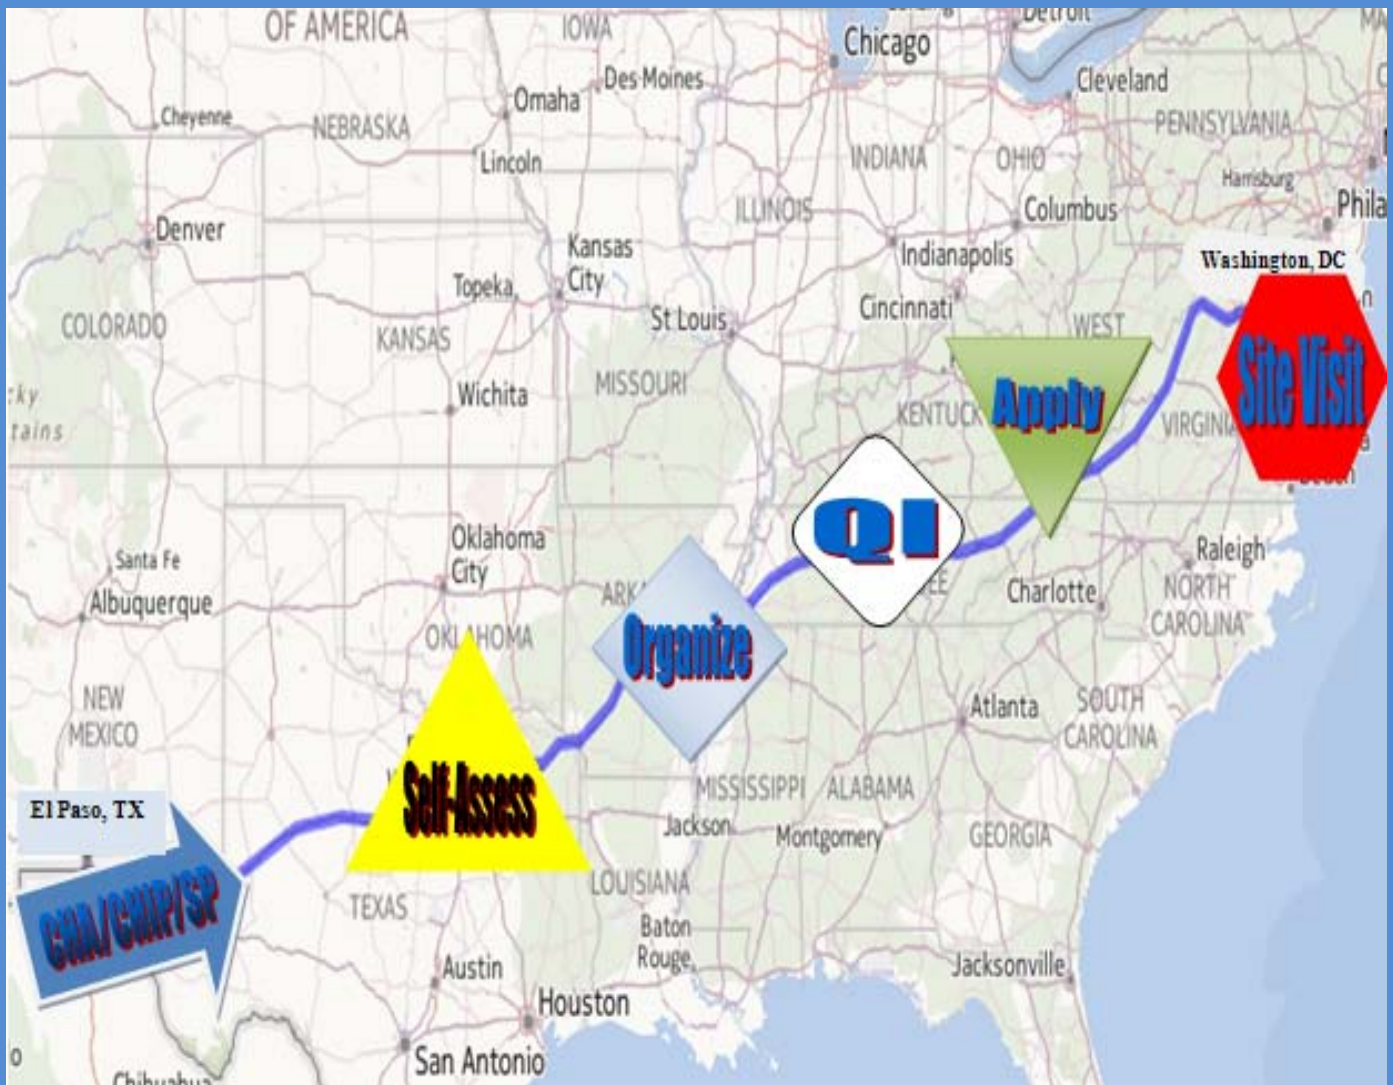 OF AMERICA
IOWA
Chicago
Detroit
Des Moines
Cleveland
Omaha
Cheyenne
NEBRASKA
PENNSYLVANIA
Lincoln
INDIANA
OHIO
Harrisburg
ILLINOIS
Columbus
Phila
Denver
Kansas
City
Indianapolis
Washington, DC
Topeka
Cincinnati
St Louis
COLORADO
KANSAS
WEST
Site Visit
MISSOURI
Wichita
Apply
KENTUCK
VIRGINIA
tains
QI
Oklahoma
City
Santa Fe
Raleigh
Albuquerque
Charlotte
NORTH
CAROLINA
OKLAHOMA
Organize
NEW
MEXICO
Atlanta
SOUTH
CAROLINA
Self-Assess
MISSISSIPPI
ALABAMA
El Paso, TX
Jackson
Montgomery
GEORGIA
CHA/CHIP/SP
TEXAS
LOUISIANA
Baton
Rouge
Austin
Jacksonville
Houston
San Antonio
Chihuahua